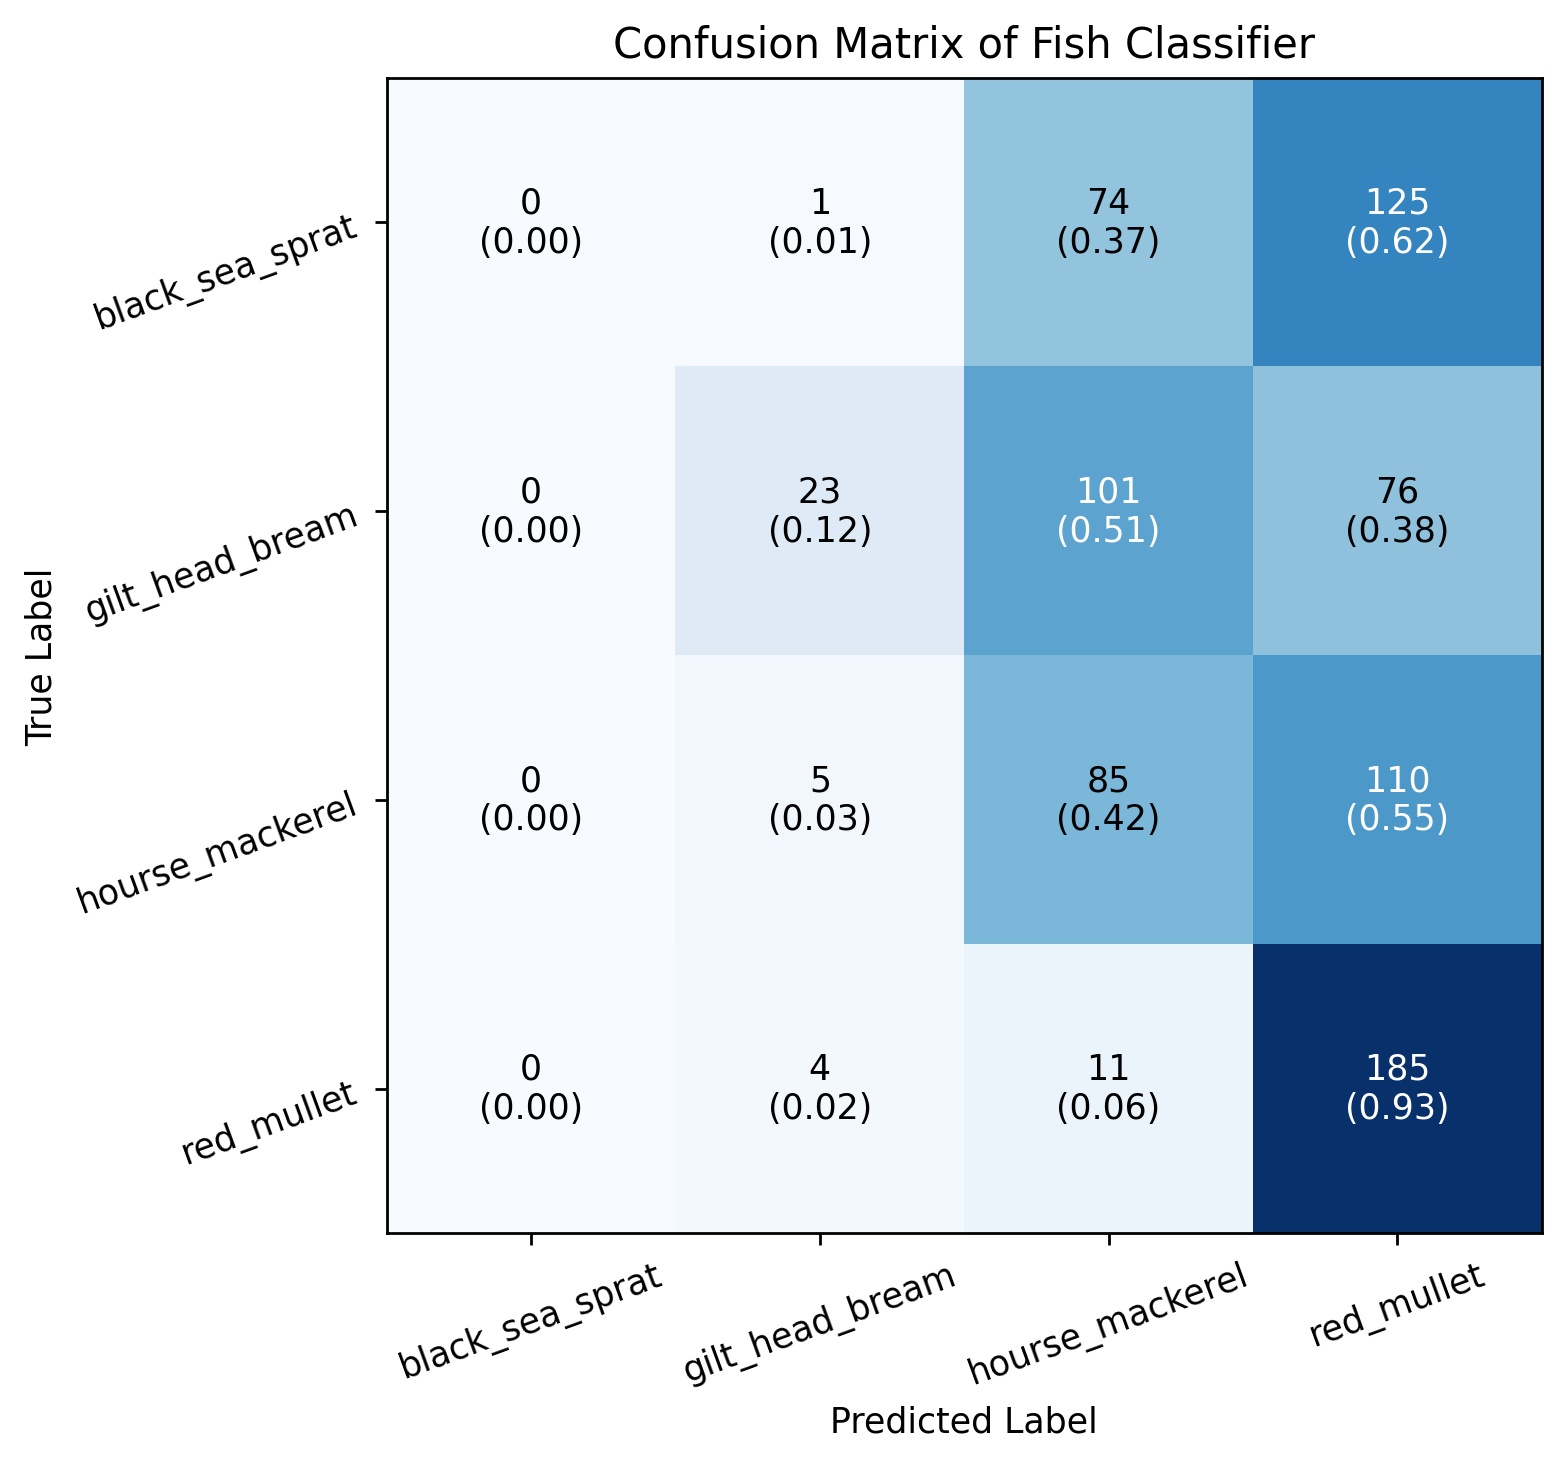 Confusion Matrix of Fish Classifier
True Label
black_sea_sprat
0
(0.00)
1
(0.01)
74
(0.37)
125
(0.62)
gilt_head_bream
0
(0.00)
23
(0.12)
101
(0.51)
76
(0.38)
hourse_mackerel
0
(0.00)
5
(0.03)
85
(0.42)
110
(0.55)
red_mullet
0
(0.00)
4
(0.02)
11
(0.06)
185
(0.93)
black_sea_sprat
gilt_head_bream
hourse_mackerel
red_mullet
Predicted Label